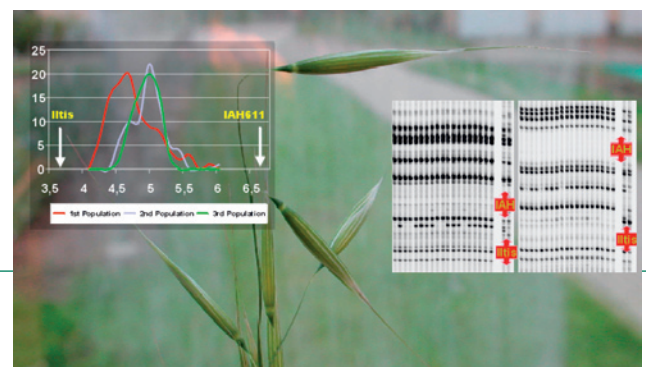 25
20
15
10
5
0
Iltis
IAH611
3,5 4 4,5 5 5,5 6 6,5
1st Population 2nd Population 3rd Population
IAH
Iltis
IAH
Iltis